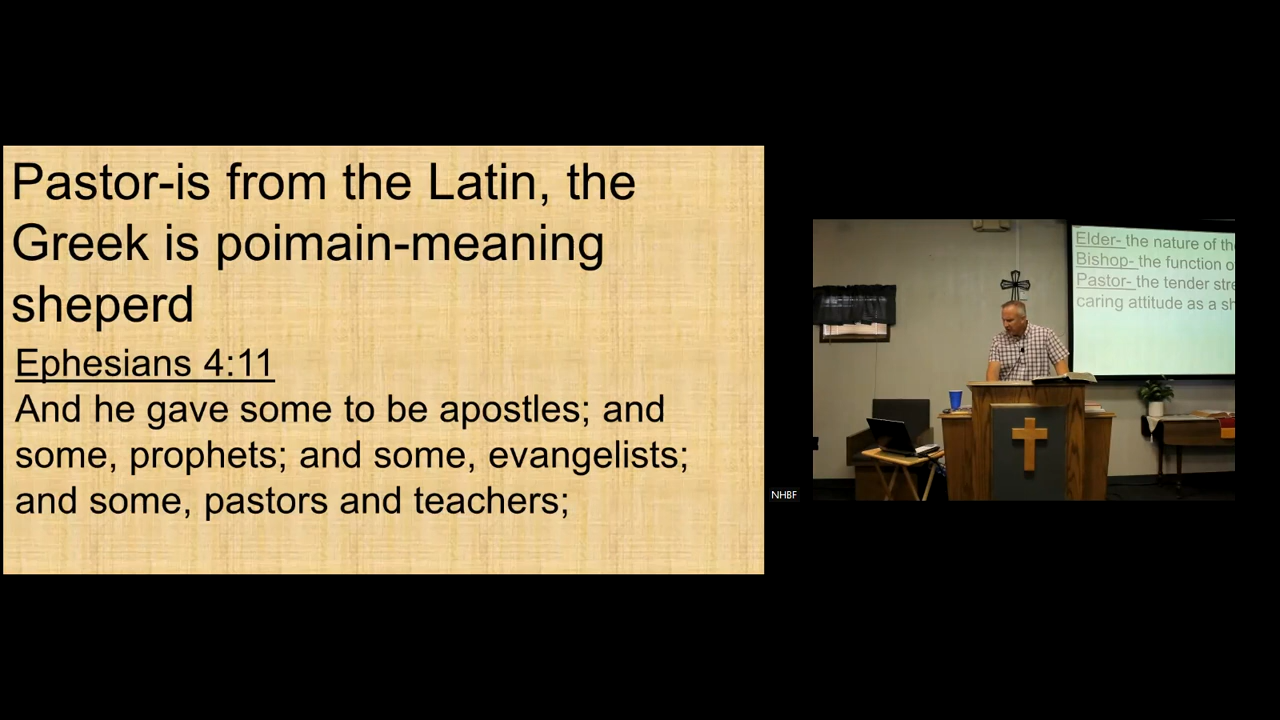 Pastor-is from the Latin, the
Greek is poimain-meaning
sheperd
Ephesians 4:11
And he gave some to be apostles; and
some, prophets; and some, evangelists;
and some, pastors and teachers;
Elder- the nature of the
Bishop- the function o
Pastor- the tender stre
caring attitude as a sh
NHBF